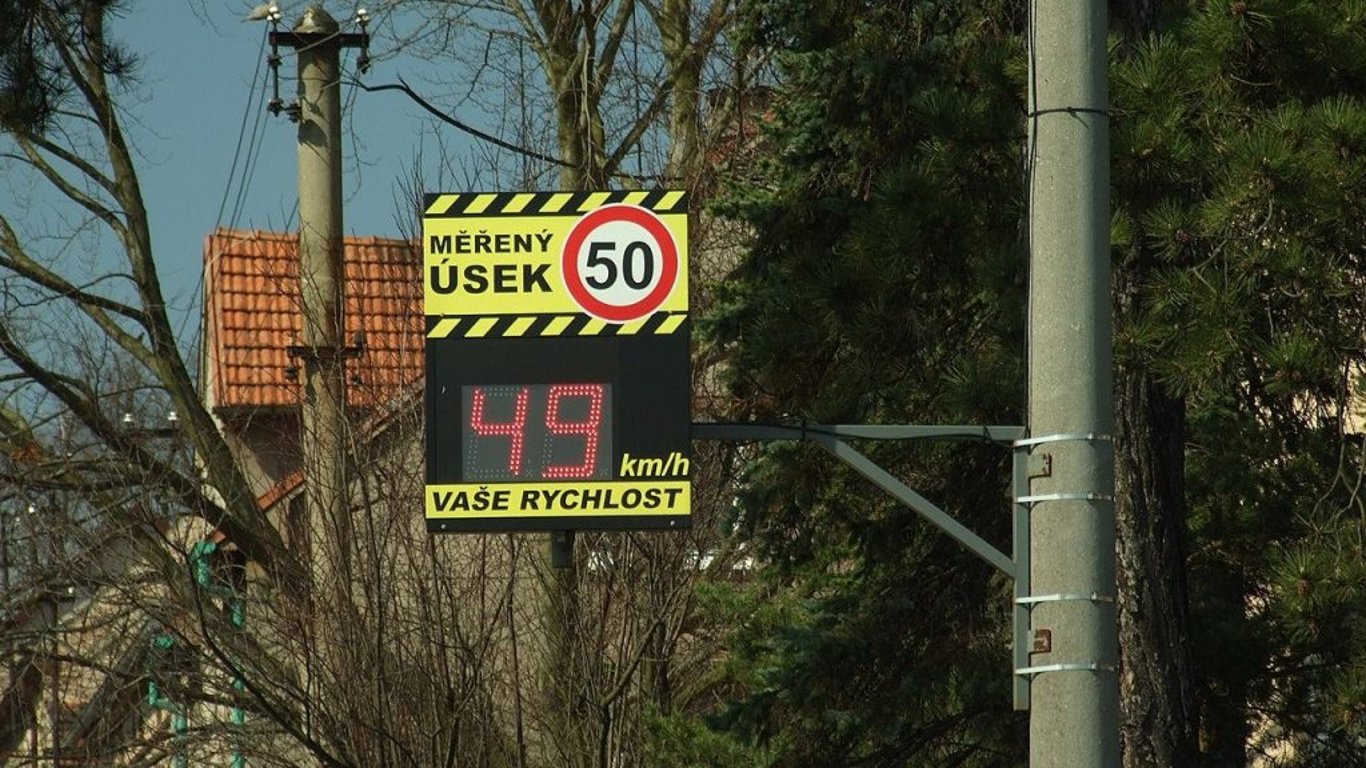 MĚŘENÝ
ÚSEK
50
49
km/h
VAŠE RYCHLOST